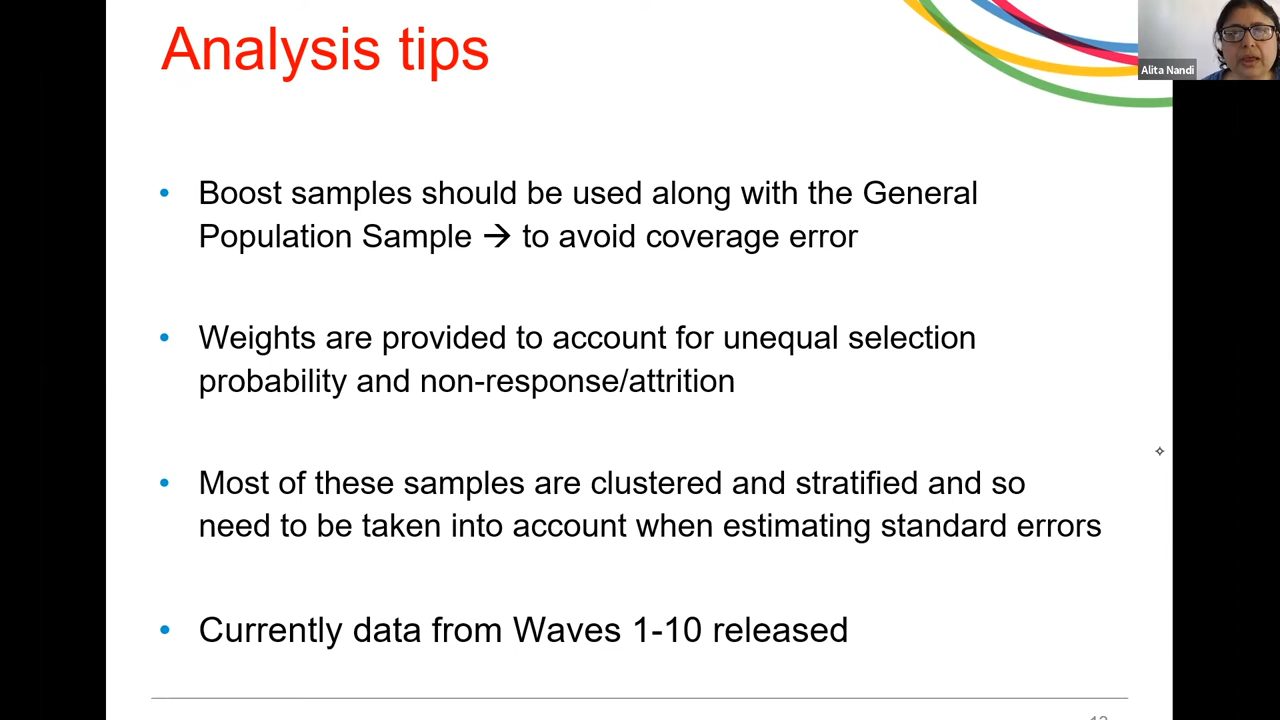 Analysis tips
Alita Nandi
• Boost samples should be used along with the General
Population Sample → to avoid coverage error
• Weights are provided to account for unequal selection
probability and non-response/attrition
• Most of these samples are clustered and stratified and so
need to be taken into account when estimating standard errors
• Currently data from Waves 1-10 released